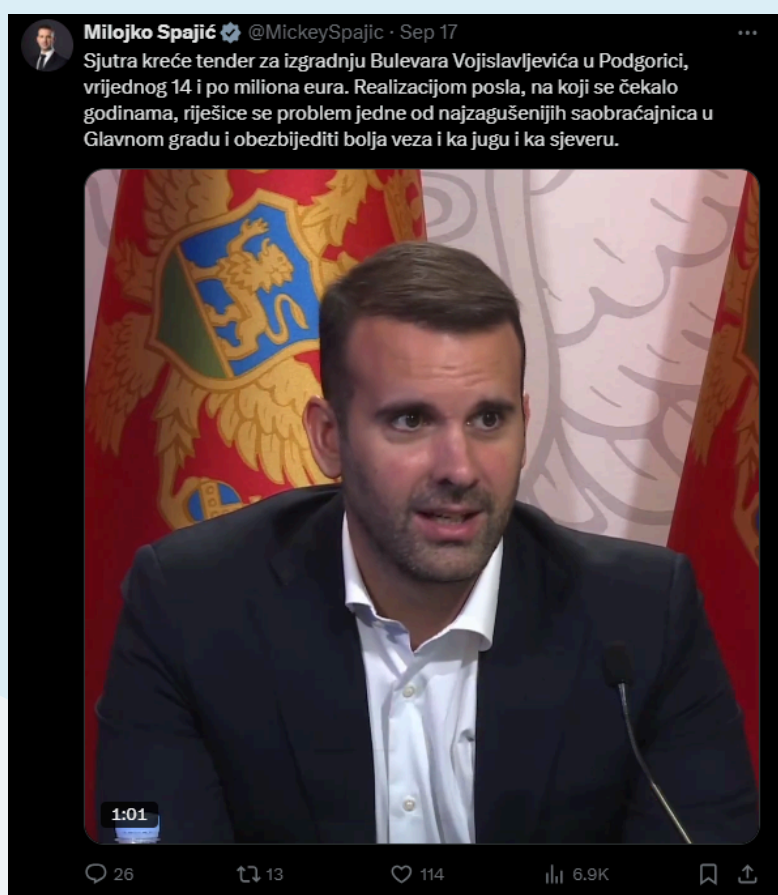 Milojko Spajić @MickeySpajic · Sep 17
Sjutra kreće tender za izgradnju Bulevara Vojislavljevića u Podgorici,
vrijednog 14 i po miliona eura. Realizacijom posla, na koji se čekalo
godinama, riješice se problem jedne od najzagušenijih saobraćajnica u
Glavnom gradu i obezbijediti bolja veza i ka jugu i ka sjeveru.
1:01
26 13 114 6.9K